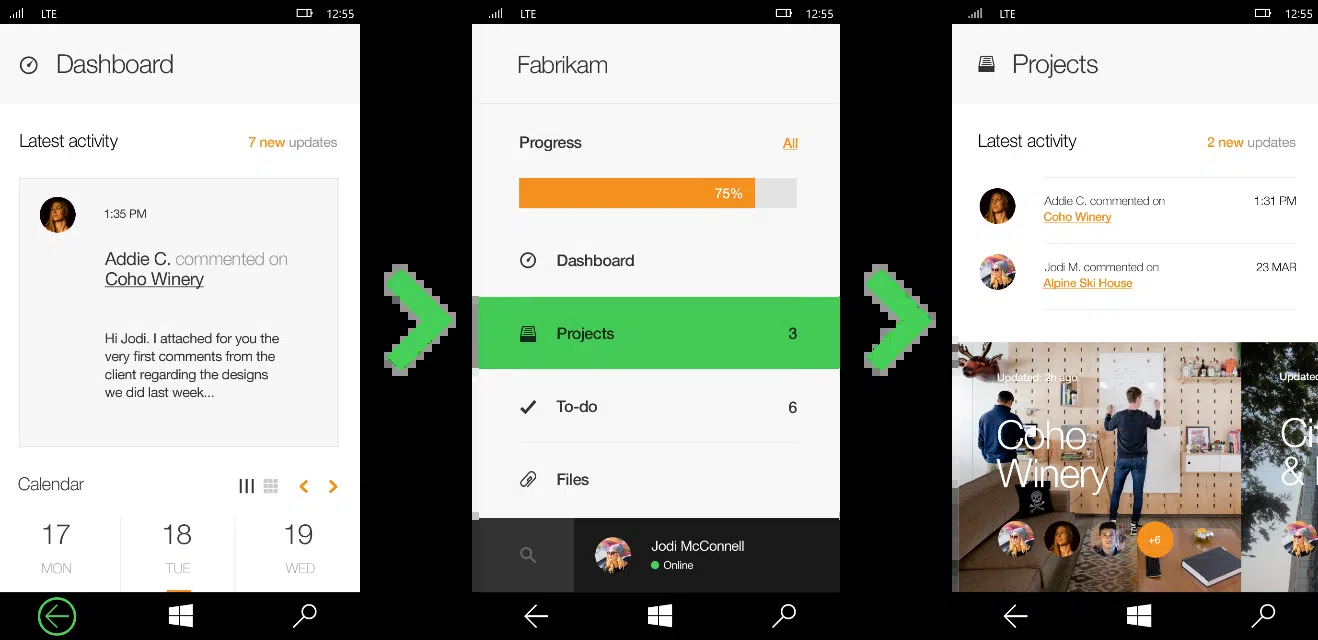 LTE 12:55
Dashboard
Latest activity 7 new updates
1:35 PM
Addie C. commented on
Coho Winery
Hi Jodi. I attached for you the
very first comments from the
client regarding the designs
we did last week...
Calendar
17 18 19
MON TUE WED
LTE 12:55
Fabrikam
Progress All
75%
Dashboard
Projects 3
To-do 6
Files
Jodi McConnell
Online
LTE 12:55
Projects
Latest activity 2 new updates
Addie C. commented on 1:31 PM
Coho Winery
Jodi M. commented on 23 MAR
Alpine Ski House
Updated: 2h ago
Coho
Winery
+6
Updated
Ci
&